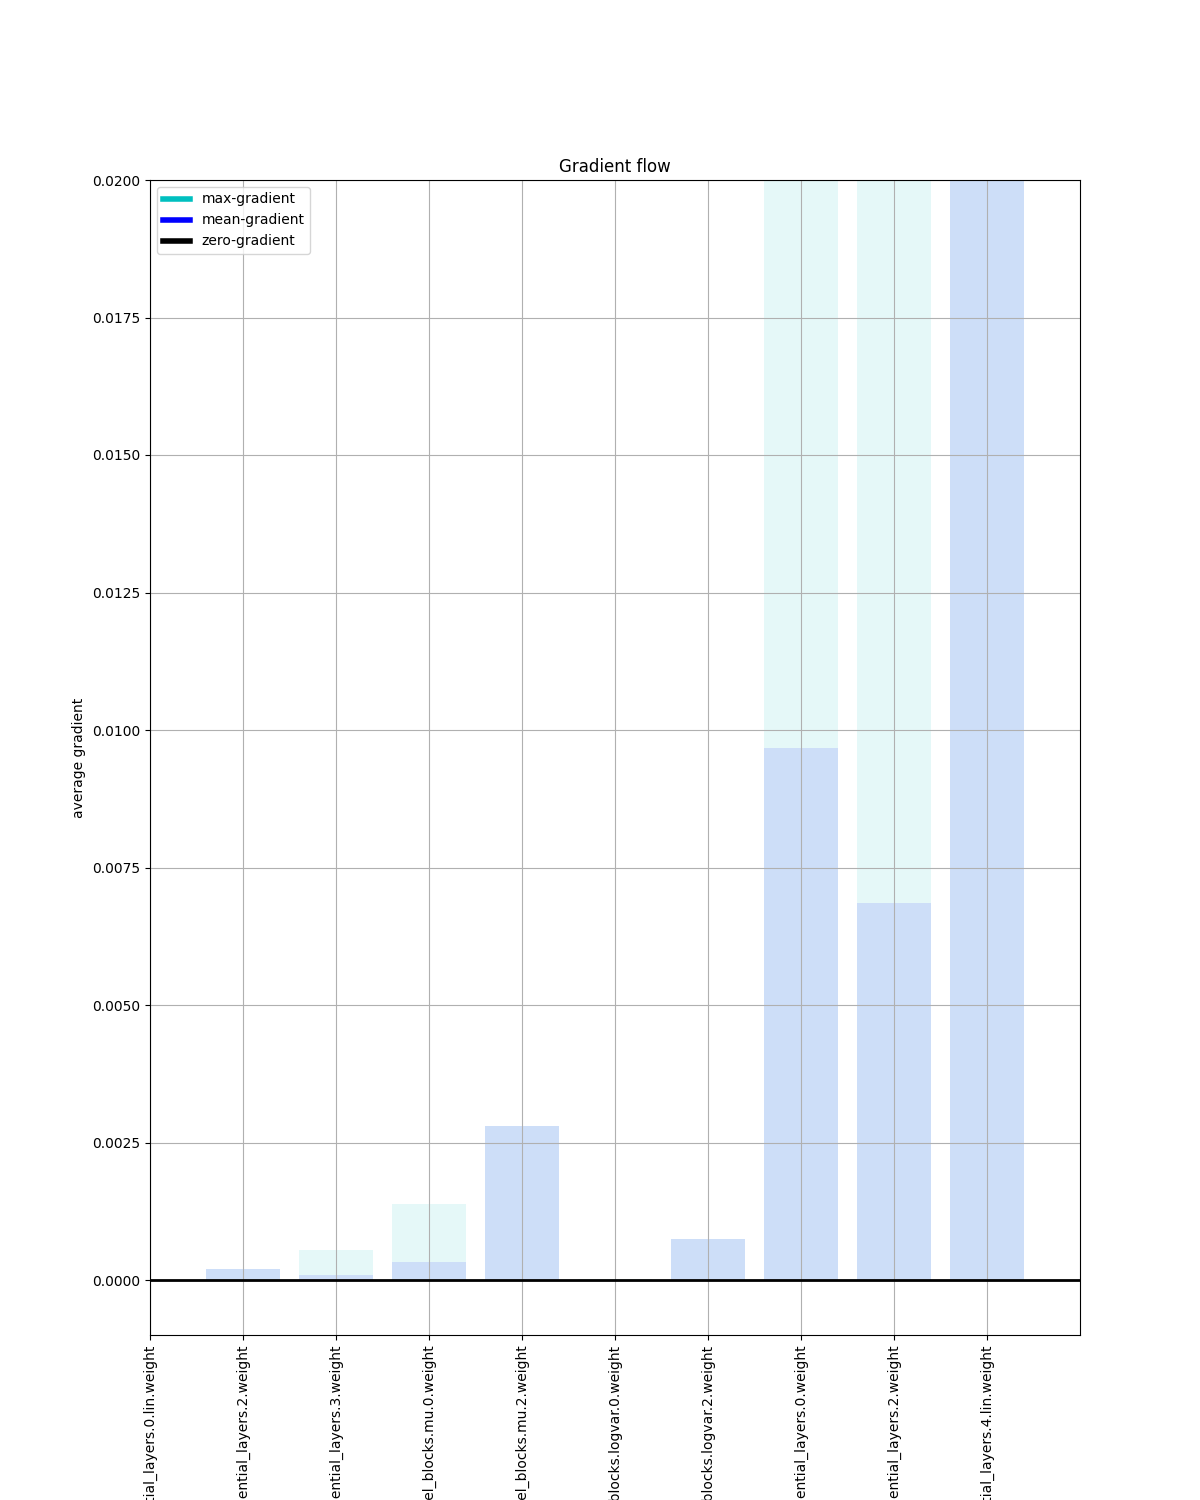 Gradient flow
max-gradient
mean-gradient
zero-gradient
0.0200
0.0175
0.0150
0.0125
0.0100
0.0075
0.0050
0.0025
0.0000
average gradient
tial_layers.0.lin.weight
ential_layers.2.weight
ential_layers.3.weight
el_blocks.mu.0.weight
el_blocks.mu.2.weight
blocks.logvar.0.weight
blocks.logvar.2.weight
ential_layers.0.weight
ential_layers.2.weight
tial_layers.4.lin.weight